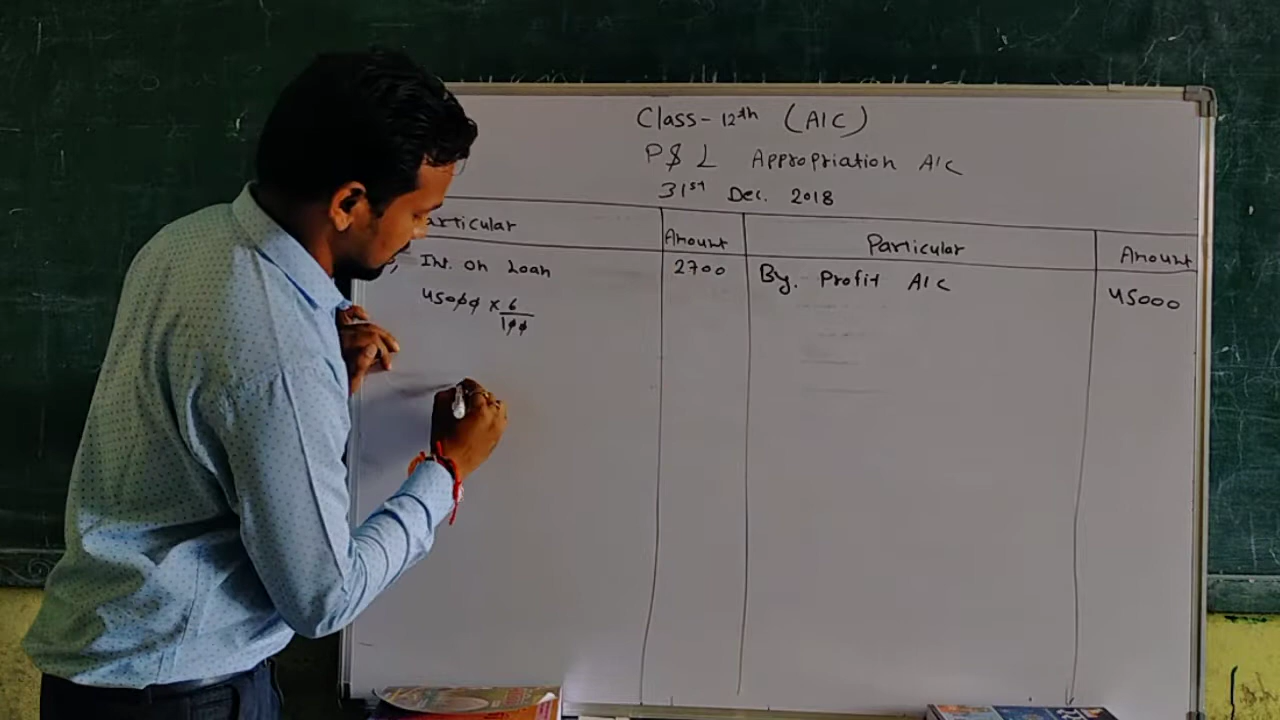 Class-12th (A/C)
P$ L Appropriation A/C
31st Dec. 2018
articular Amount Particular Amount
Int. on Loan 2700 By. Profit A/C 45000
45000 x 6
100